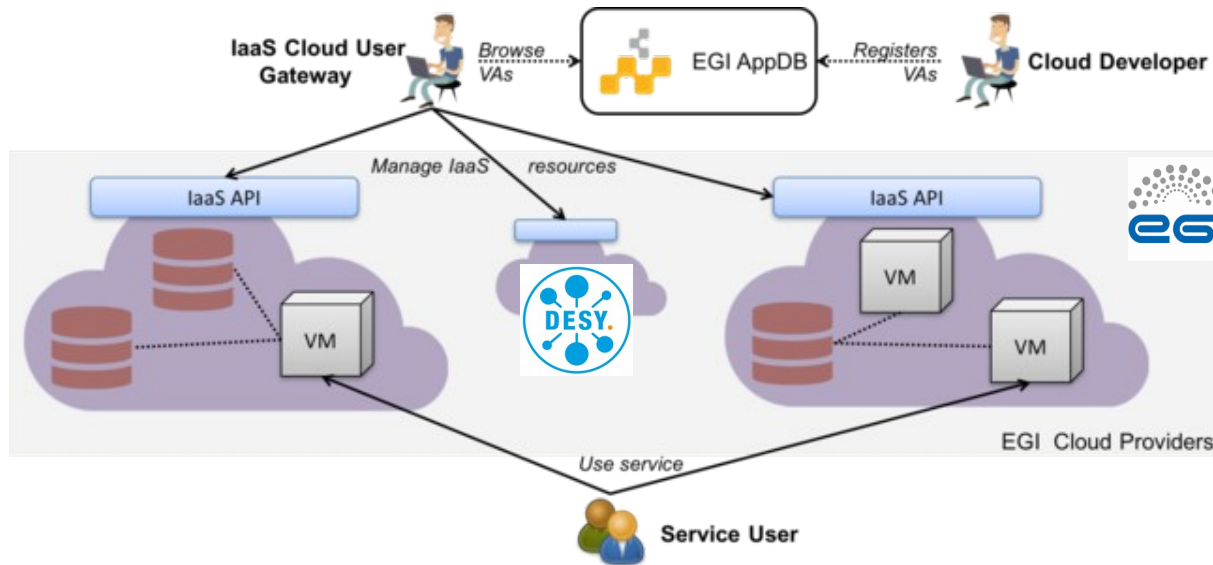 IaaS Cloud User
Gateway
Browse
VAs
EGI AppDB
Registers
VAs
Cloud Developer
Manage IaaS resources
IaaS API
IaaS API
DESY.
VM
VM
VM
EGI Cloud Providers
Use service
Service User